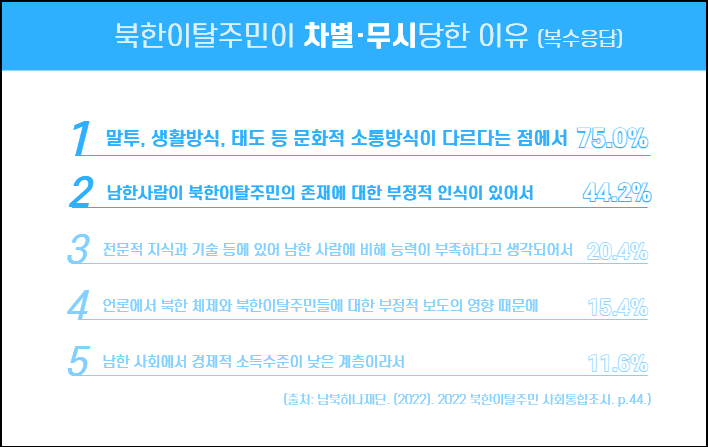 북한이탈주민이 차별·무시당한 이유 (복수응답)
1 말투, 생활방식, 태도 등 문화적 소통방식이 다르다는 점에서 75.0%
2 남한사람이 북한이탈주민의 존재에 대한 부정적 인식이 있어서 44.2%
3 전문적 지식과 기술 등에 있어 남한 사람에 비해 능력이 부족하다고 생각되어서 20.4%
4 언론에서 북한 체제와 북한이탈주민들에 대한 부정적 보도의 영향 때문에 15.4%
5 남한 사회에서 경제적 소득수준이 낮은 계층이라서 11.6%
(출처: 남북하나재단. (2022). 2022 북한이탈주민 사회통합조사. p.44.)